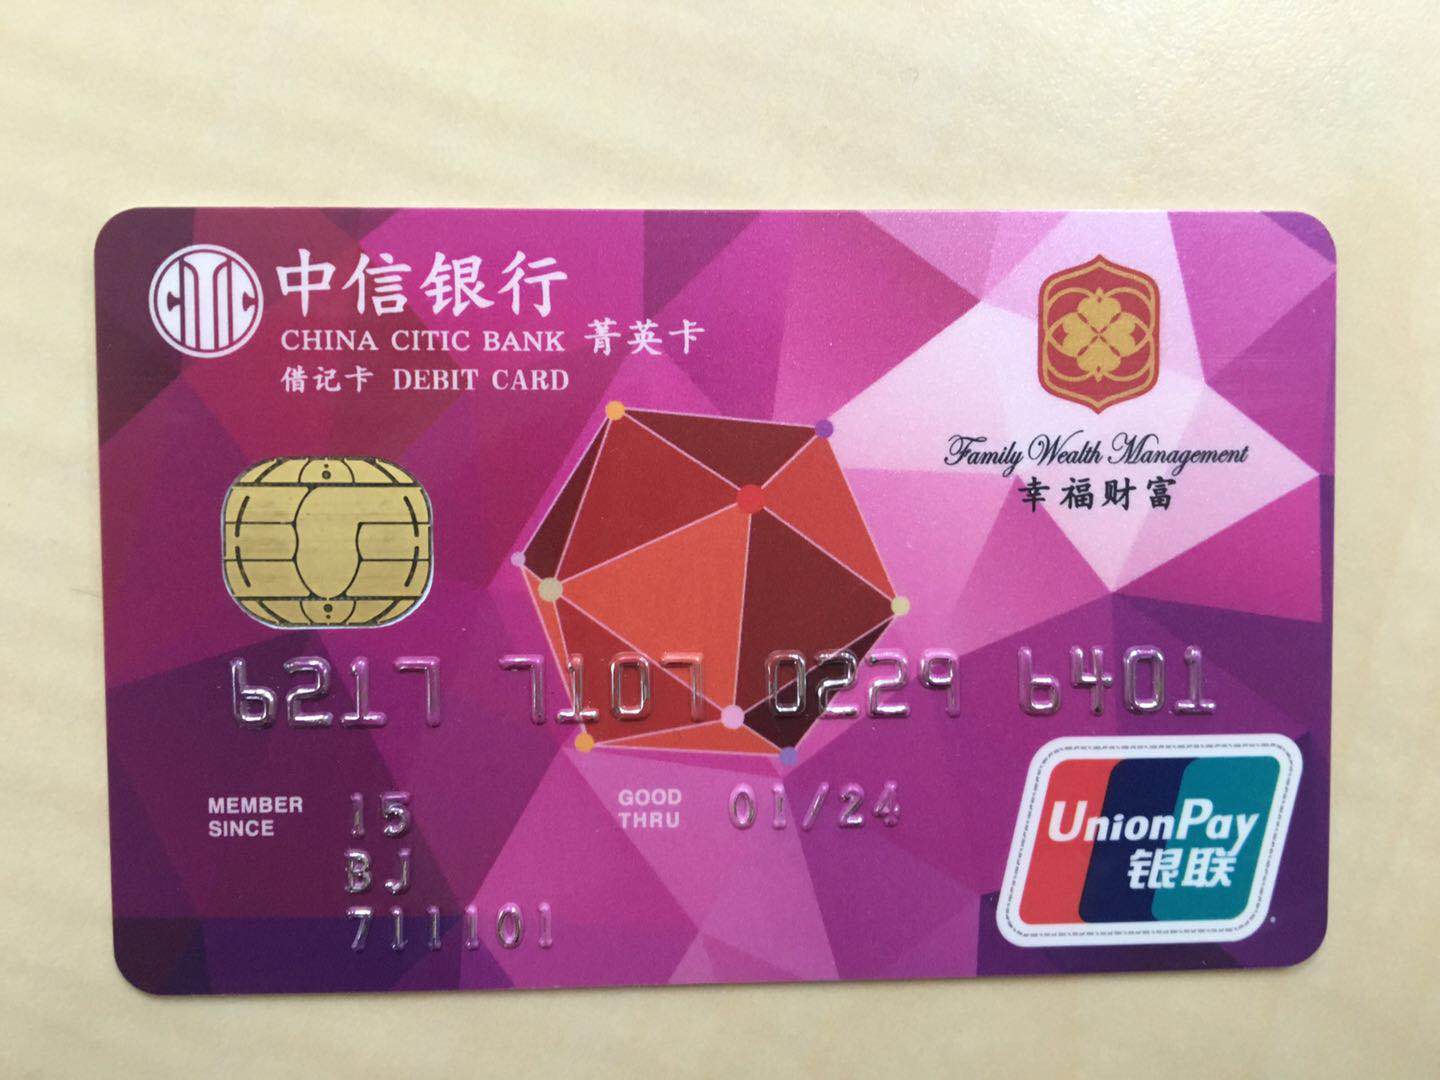 CITIC 中信银行
CHINA CITIC BANK 菁英卡
借记卡 DEBIT CARD
Family Wealth Management
幸福财富
6217 7107 0229 6401
MEMBER SINCE 15
GOOD THRU 01/24
BJ
711101
UnionPay
银联